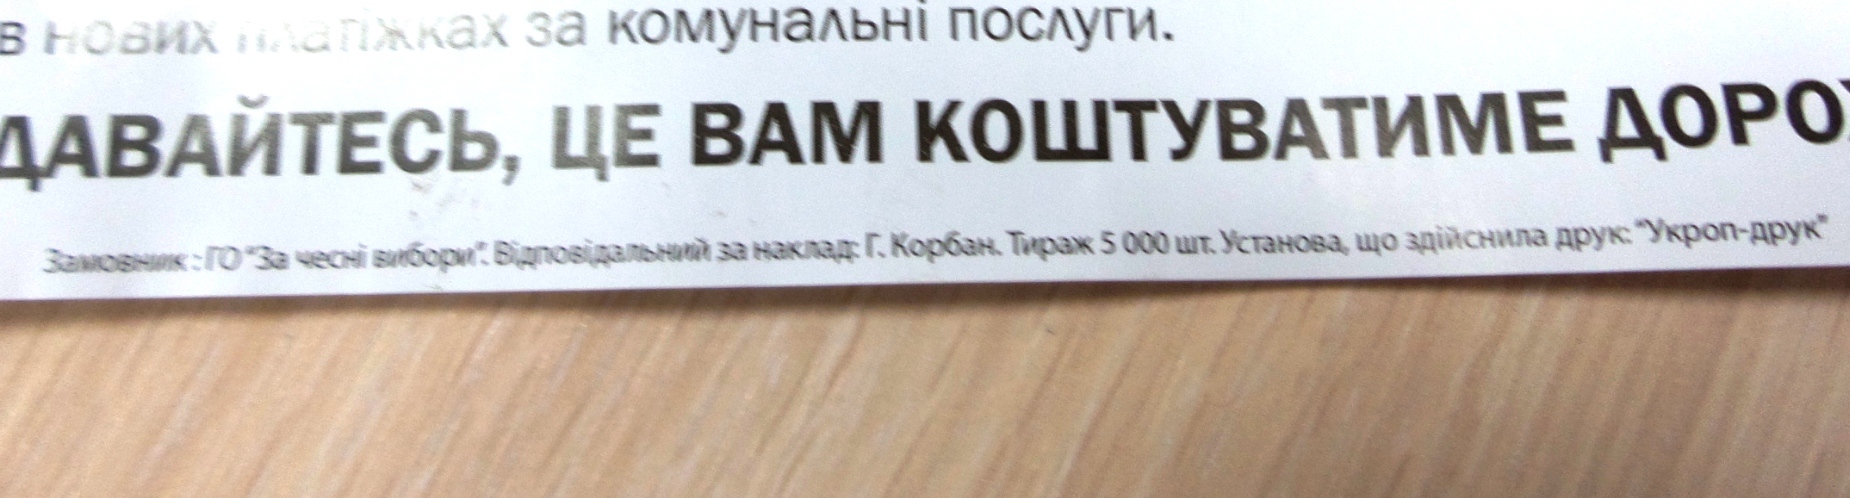 в нових платіжках за комунальні послуги.
ДАВАЙТЕСЬ, ЦЕ ВАМ КОШТУВАТИМЕ ДОРО
Замовник : ГО "За чесні вибори". Відповідальний за наклад: Г. Корбан. Тираж 5 000 шт. Установа, що здійснила друк: "Укроп-друк"